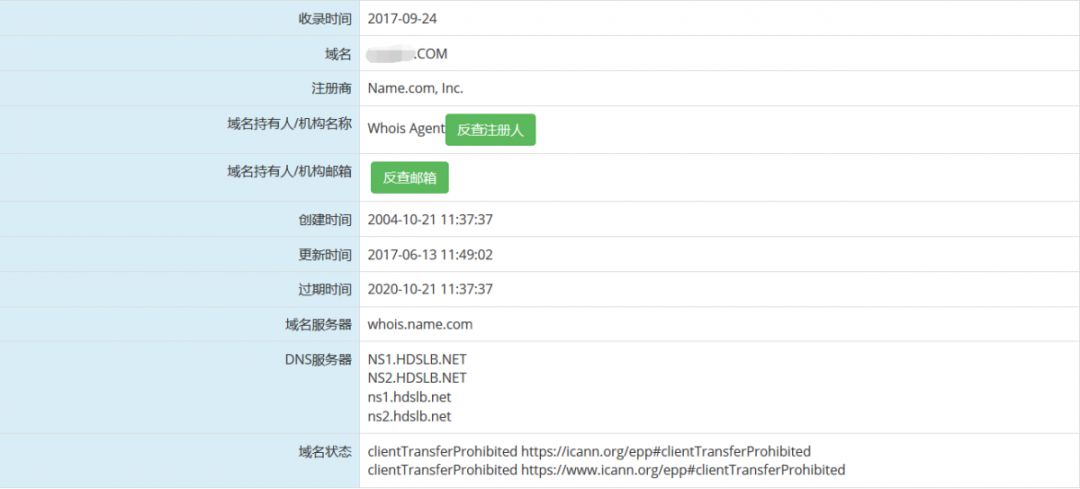 收录时间 2017-09-24
域名 .COM
注册商 Name.com, Inc.
域名持有人/机构名称 Whois Agent 反查注册人
域名持有人/机构邮箱 反查邮箱
创建时间 2004-10-21 11:37:37
更新时间 2017-06-13 11:49:02
过期时间 2020-10-21 11:37:37
域名服务器 whois.name.com
DNS服务器 NS1.HDSLB.NET
NS2.HDSLB.NET
ns1.hdslb.net
ns2.hdslb.net
域名状态 clientTransferProhibited https://icann.org/epp#clientTransferProhibited
clientTransferProhibited https://www.icann.org/epp#clientTransferProhibited